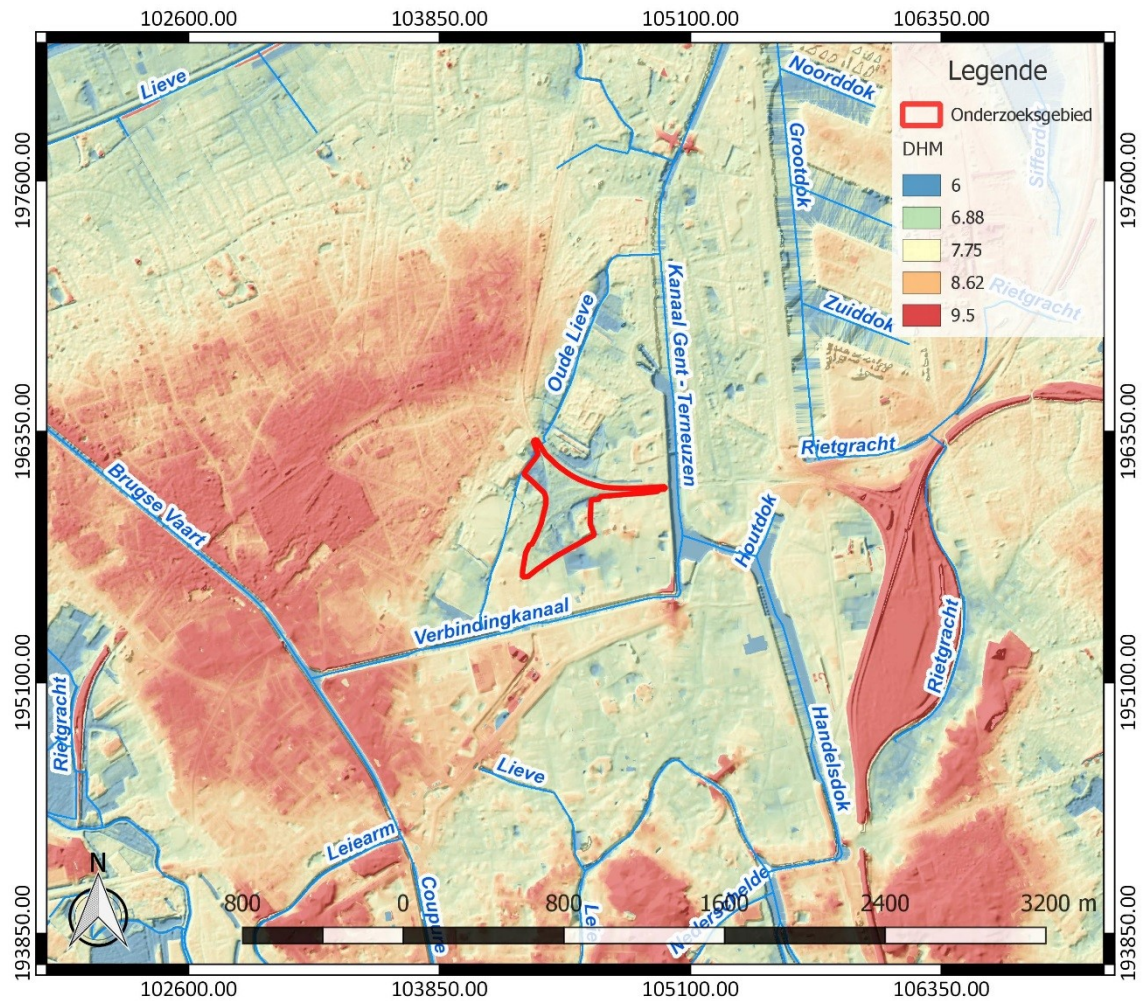 102600.00 103850.00 105100.00 106350.00
Lieve
Noorddok
Legende
Onderzoeksgebied
DHM
6
6.88
7.75
8.62
9.5
Sifferdok
Grootdok
197600.00
197600.00
Kanaal Gent - Terneuzen
Rietgracht
Zuiddok
Oude Lieve
196350.00
196350.00
Rietgracht
Brugse Vaart
Houtdok
Verbindingkanaal
Rietgracht
195100.00
195100.00
Rietgracht
Handelsdok
Lieve
Leiearm
N
Coupure
Leie
Nederschelde
800 0 800 1600 2400 3200 m
193850.00
193850.00
102600.00 103850.00 105100.00 106350.00